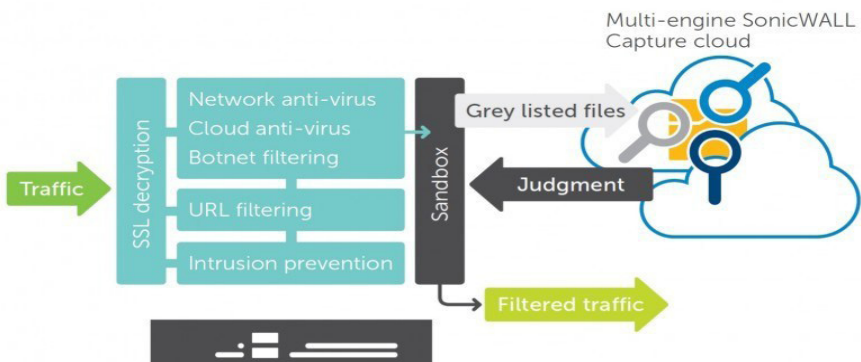 Multi-engine SonicWALL
Capture cloud
Network anti-virus
Cloud anti-virus
Botnet filtering
Grey listed files
Traffic
SSL decryption
URL filtering
Sandbox
Judgment
Intrusion prevention
Filtered traffic